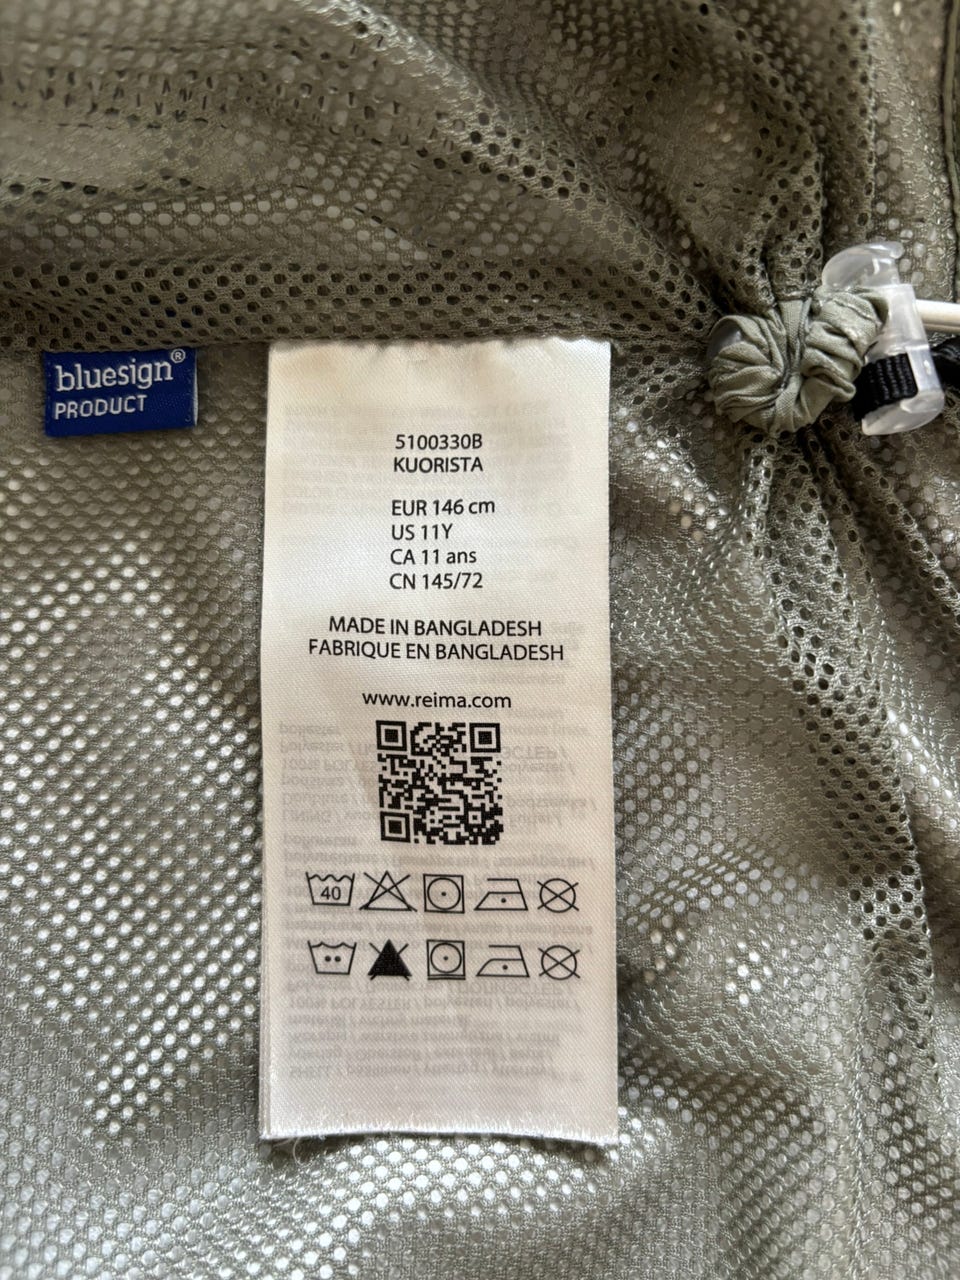 bluesign®
PRODUCT
5100330B
KUORISTA
EUR 146 cm
US 11Y
CA 11 ans
CN 145/72
MADE IN BANGLADESH
FABRIQUE EN BANGLADESH
www.reima.com
40